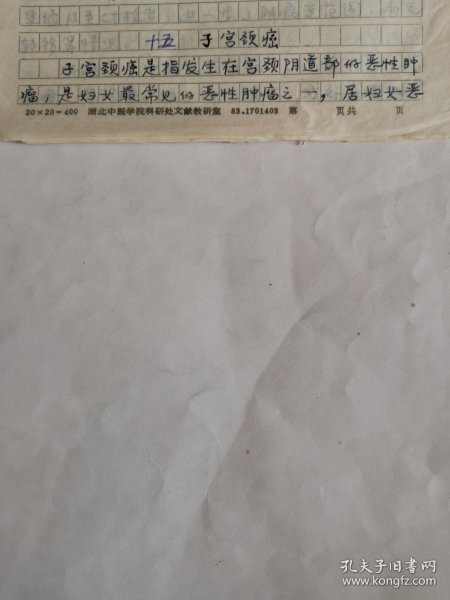 十五 子宫颈癌
子宫颈癌是指发生在宫颈阴道部的恶性肿
瘤，是妇女最常见的恶性肿瘤之一，居妇女恶
20×20=400 湖北中医学院科研处文献教研室 83.1701403 第 页共 页
孔夫子旧书网
www.kongfz.com